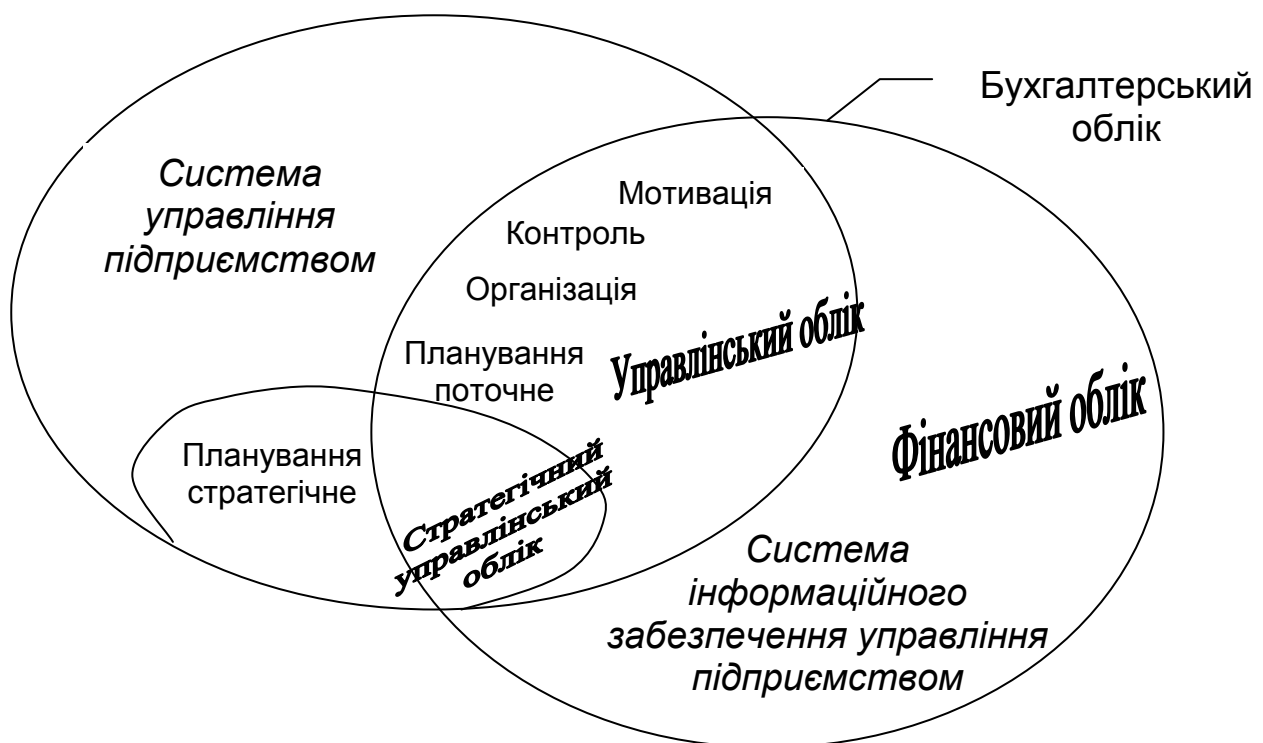 Бухгалтерський
облік
Система
управління
підприємством
Мотивація
Контроль
Організація
Планування
поточне
Управлінський облік
Фінансовий облік
Планування
стратегічне
Стратегічний
управлінський
облік
Система
інформаційного
забезпечення управління
підприємством